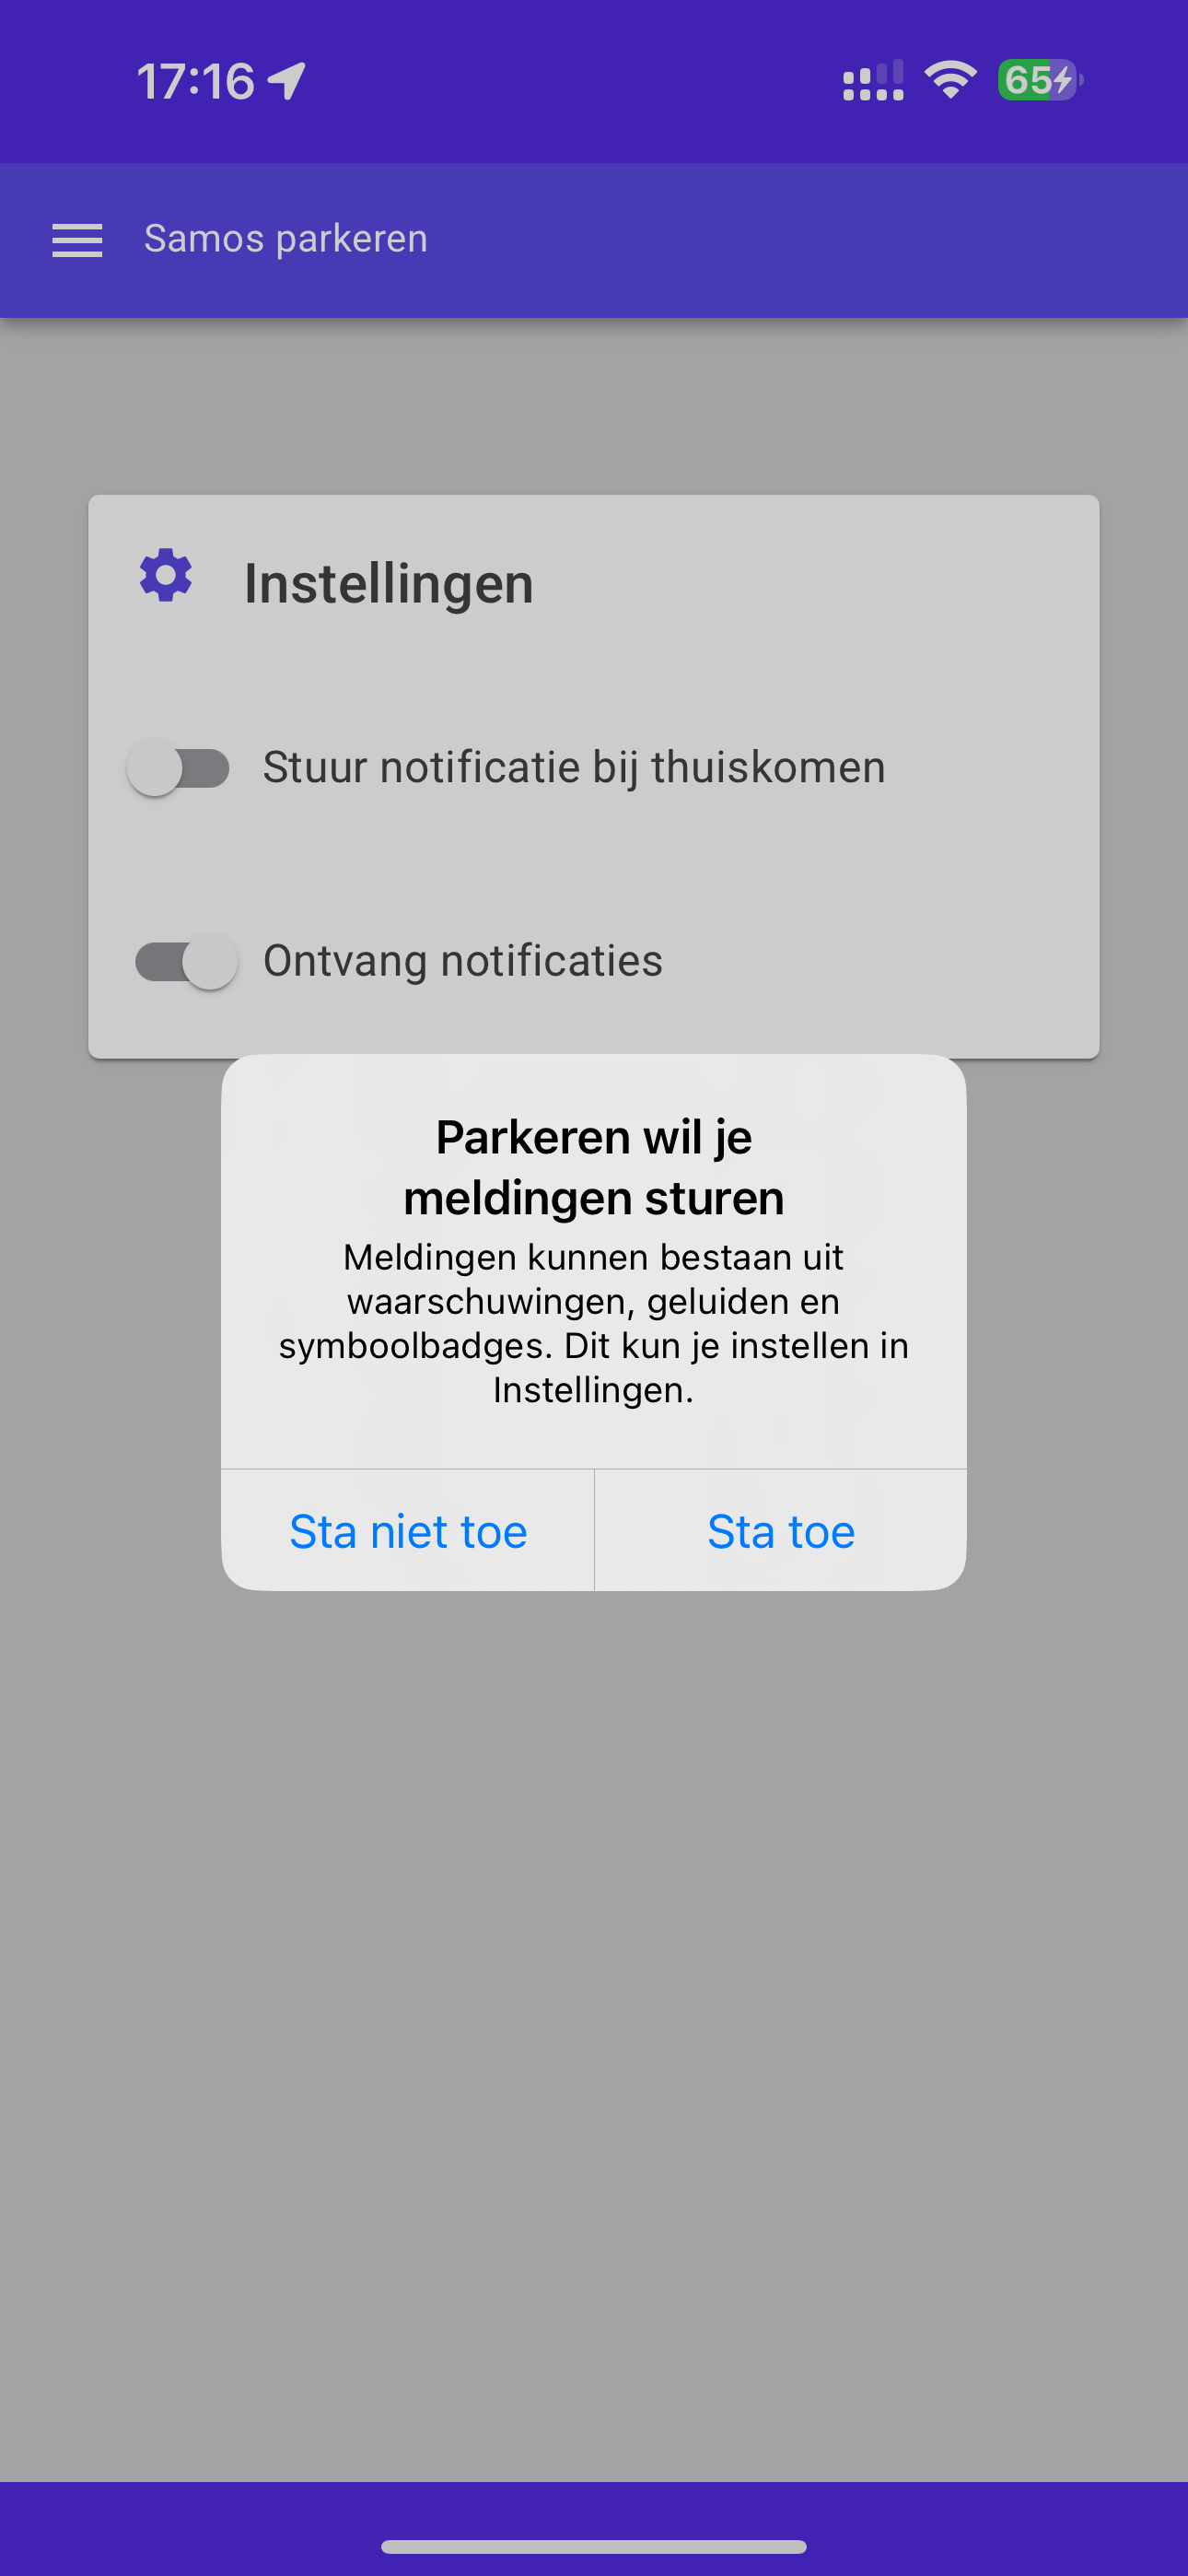 17:16
65
Samos parkeren
Instellingen
Stuur notificatie bij thuiskomen
Ontvang notificaties
Parkeren wil je
meldingen sturen
Meldingen kunnen bestaan uit
waarschuwingen, geluiden en
symboolbadges. Dit kun je instellen in
Instellingen.
Sta niet toe
Sta toe